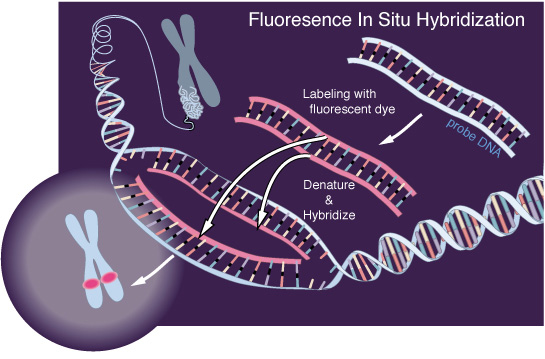 Fluoresence In Situ Hybridization
Labeling with
fluorescent dye
probe DNA
Denature
&
Hybridize